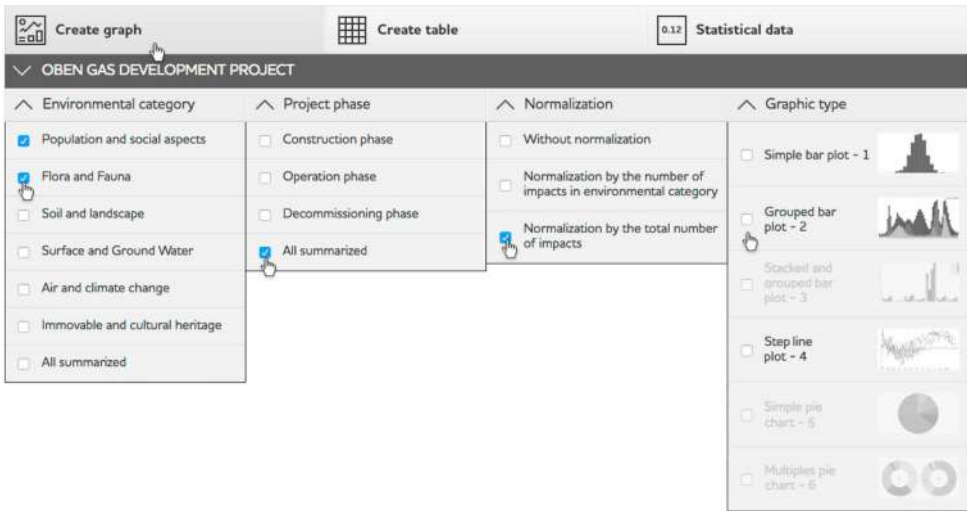 Create graph
Create table
0.12 Statistical data
OBEN GAS DEVELOPMENT PROJECT
Environmental category
Population and social aspects
Flora and Fauna
Soil and landscape
Surface and Ground Water
Air and climate change
Immovable and cultural heritage
All summarized
Project phase
Construction phase
Operation phase
Decommissioning phase
All summarized
Normalization
Without normalization
Normalization by the number of
impacts in environmental category
Normalization by the total number
of impacts
Graphic type
Simple bar plot - 1
Grouped bar
plot - 2
Stacked and
grouped bar
plot - 3
Step line
plot - 4
Simple pie
chart - 5
Multiples pie
chart - 6